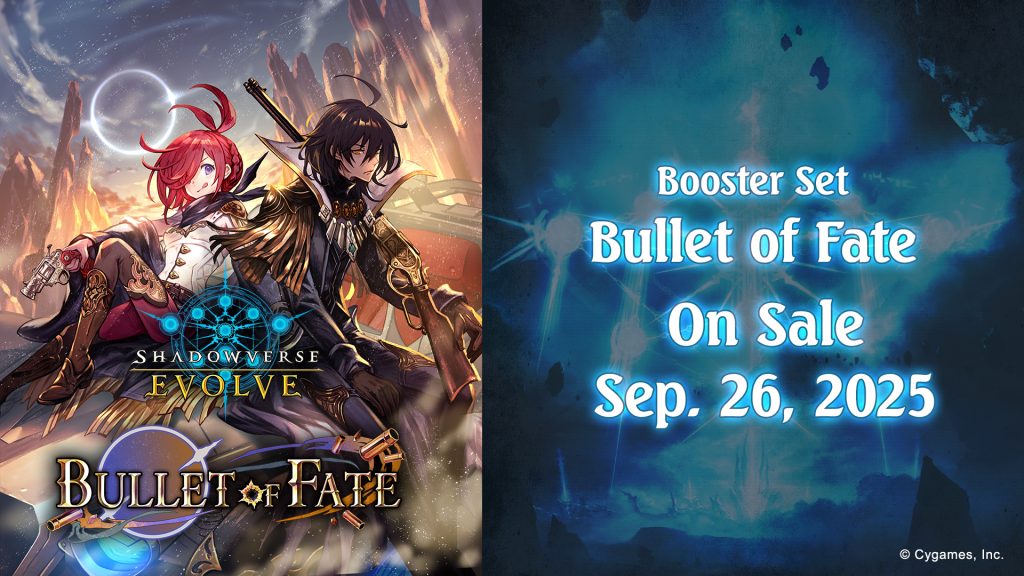 SHADOWVERSE
EVOLVE
BULLET OF FATE
Booster Set
Bullet of Fate
On Sale
Sep. 26, 2025
© Cygames, Inc.